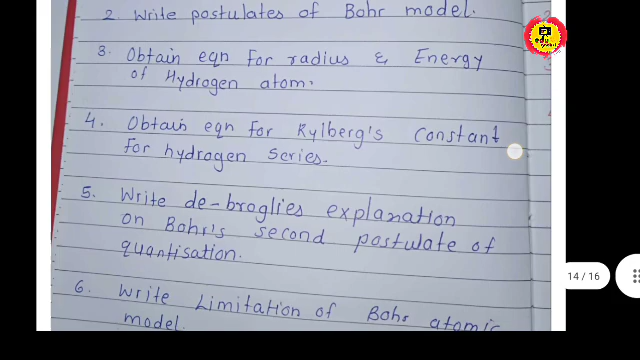 2. Write postulates of Bohr model.
3. Obtain eqn for radius & Energy
of Hydrogen atom.
4. Obtain eqn for Rylberg's Constant
for hydrogen series.
5. Write de-broglies explanation
on Bohr's second postulate of
quantisation.
6. Write Limitation of Bohr atomic
model.
14 / 16
edu